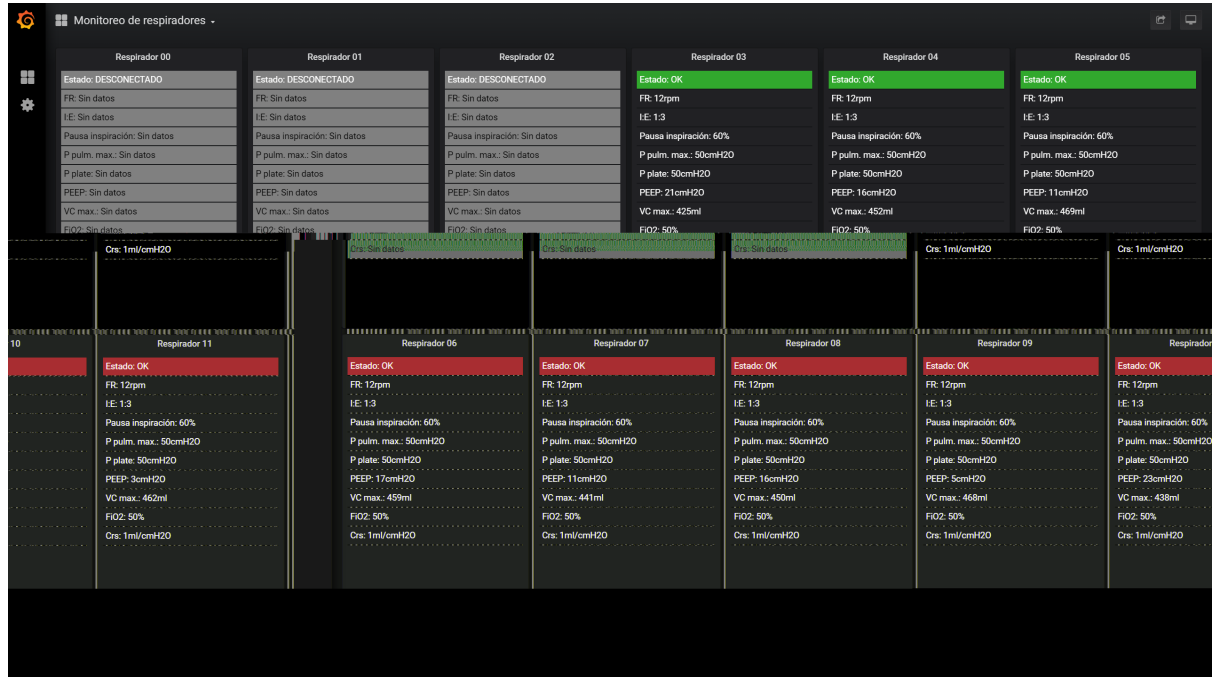 Monitoreo de respiradores
Respirador 00
Estado: DESCONECTADO
FR: Sin datos
I:E: Sin datos
Pausa inspiración: Sin datos
P pulm. max.: Sin datos
P plate: Sin datos
PEEP: Sin datos
VC max.: Sin datos
FiO2: Sin datos
Respirador 01
Estado: DESCONECTADO
FR: Sin datos
I:E: Sin datos
Pausa inspiración: Sin datos
P pulm. max.: Sin datos
P plate: Sin datos
PEEP: Sin datos
VC max.: Sin datos
FiO2: Sin datos
Respirador 02
Estado: DESCONECTADO
FR: Sin datos
I:E: Sin datos
Pausa inspiración: Sin datos
P pulm. max.: Sin datos
P plate: Sin datos
PEEP: Sin datos
VC max.: Sin datos
FiO2: Sin datos
Respirador 03
Estado: OK
FR: 12rpm
I:E: 1:3
Pausa inspiración: 60%
P pulm. max.: 50cmH2O
P plate: 50cmH2O
PEEP: 21cmH2O
VC max.: 425ml
FiO2: 50%
Respirador 04
Estado: OK
FR: 12rpm
I:E: 1:3
Pausa inspiración: 60%
P pulm. max.: 50cmH2O
P plate: 50cmH2O
PEEP: 16cmH2O
VC max.: 452ml
FiO2: 50%
Respirador 05
Estado: OK
FR: 12rpm
I:E: 1:3
Pausa inspiración: 60%
P pulm. max.: 50cmH2O
P plate: 50cmH2O
PEEP: 11cmH2O
VC max.: 469ml
FiO2: 50%
Crs: 1ml/cmH2O
Crs: Sin datos
Crs: Sin datos
Crs: Sin datos
Crs: 1ml/cmH2O
Crs: 1ml/cmH2O
10
Respirador 11
Estado: OK
FR: 12rpm
I:E: 1:3
Pausa inspiración: 60%
P pulm. max.: 50cmH2O
P plate: 50cmH2O
PEEP: 3cmH2O
VC max.: 462ml
FiO2: 50%
Crs: 1ml/cmH2O
Respirador 06
Estado: OK
FR: 12rpm
I:E: 1:3
Pausa inspiración: 60%
P pulm. max.: 50cmH2O
P plate: 50cmH2O
PEEP: 17cmH2O
VC max.: 459ml
FiO2: 50%
Crs: 1ml/cmH2O
Respirador 07
Estado: OK
FR: 12rpm
I:E: 1:3
Pausa inspiración: 60%
P pulm. max.: 50cmH2O
P plate: 50cmH2O
PEEP: 11cmH2O
VC max.: 441ml
FiO2: 50%
Crs: 1ml/cmH2O
Respirador 08
Estado: OK
FR: 12rpm
I:E: 1:3
Pausa inspiración: 60%
P pulm. max.: 50cmH2O
P plate: 50cmH2O
PEEP: 16cmH2O
VC max.: 450ml
FiO2: 50%
Crs: 1ml/cmH2O
Respirador 09
Estado: OK
FR: 12rpm
I:E: 1:3
Pausa inspiración: 60%
P pulm. max.: 50cmH2O
P plate: 50cmH2O
PEEP: 5cmH2O
VC max.: 468ml
FiO2: 50%
Crs: 1ml/cmH2O
Respirador
Estado: OK
FR: 12rpm
I:E: 1:3
Pausa inspiración: 60%
P pulm. max.: 50cmH2O
P plate: 50cmH2O
PEEP: 23cmH2O
VC max.: 438ml
FiO2: 50%
Crs: 1ml/cmH2O